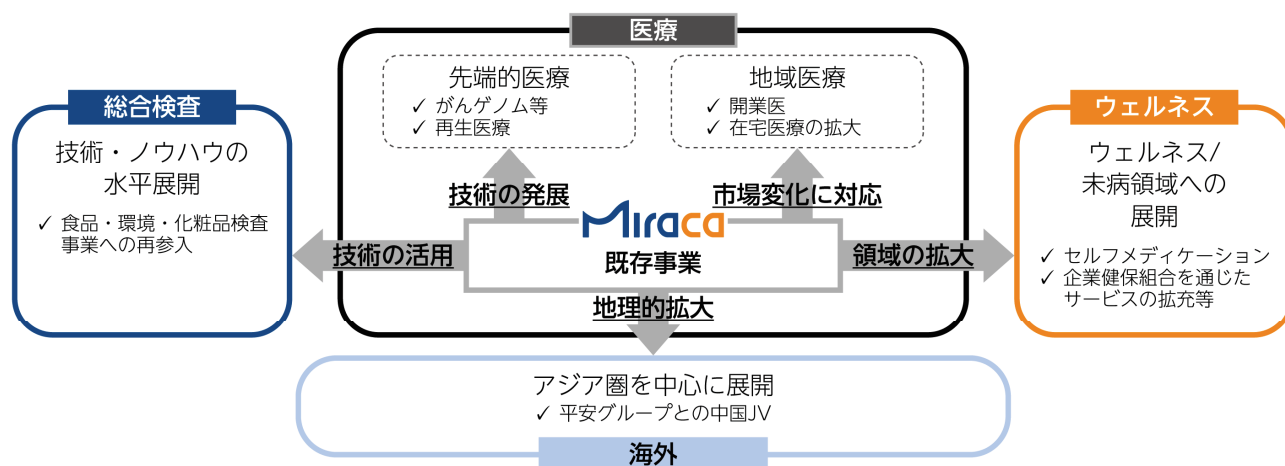 医療
先端的医療
✓ がんゲノム等
✓ 再生医療
地域医療
✓ 開業医
✓ 在宅医療の拡大
総合検査
技術・ノウハウの
水平展開
✓ 食品・環境・化粧品検査
事業への再参入
ウェルネス
ウェルネス/
未病領域への
展開
✓ セルフメディケーション
✓ 企業健保組合を通じた
サービスの拡充等
技術の発展
市場変化に対応
Miraca
既存事業
技術の活用
領域の拡大
地理的拡大
アジア圏を中心に展開
✓ 平安グループとの中国JV
海外